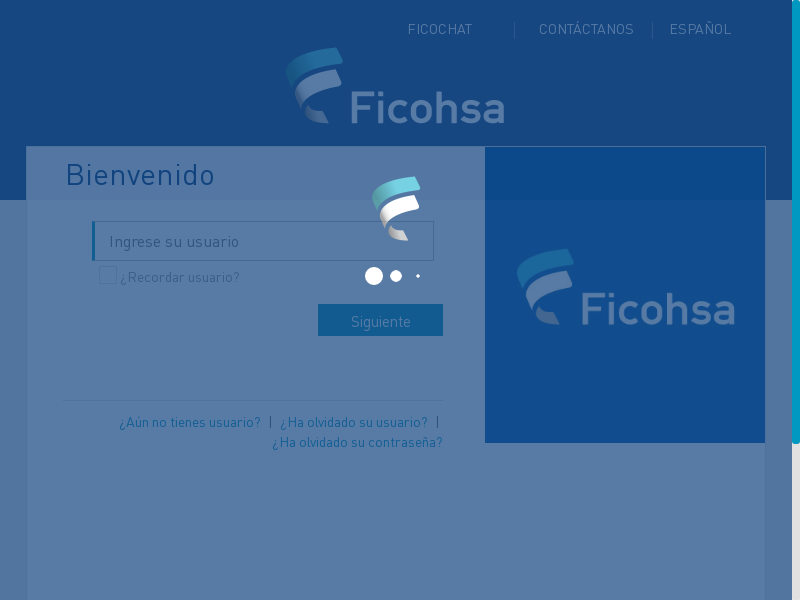 FICOCHAT
CONTÁCTANOS
ESPAÑOL
Ficohsa
Bienvenido
Ingrese su usuario
¿Recordar usuario?
Siguiente
Ficohsa
¿Aún no tienes usuario? | ¿Ha olvidado su usuario? |
¿Ha olvidado su contraseña?